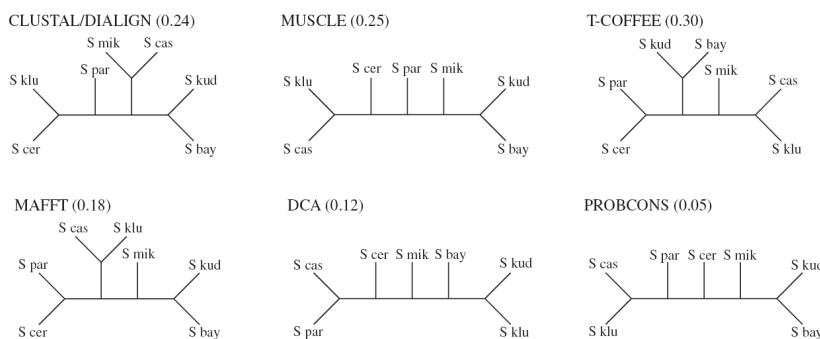 CLUSTAL/DIALIGN (0.24)
S mik S cas
S par
S klu S kud
S cer S bay
MUSCLE (0.25)
S cer S par S mik
S klu S kud
S cas S bay
T-COFFEE (0.30)
S kud S bay
S mik
S par S cas
S cer S klu
MAFFT (0.18)
S cas S klu
S mik
S par S kud
S cer S bay
DCA (0.12)
S cer S mik S bay
S cas S kud
S par S klu
PROBCONS (0.05)
S par S cer S mik
S cas S kud
S klu S bay